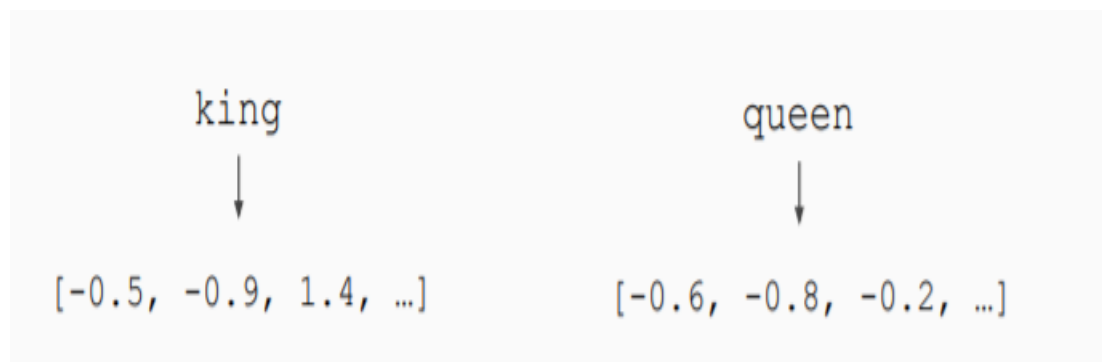 king
queen
[-0.5, -0.9, 1.4, …]
[-0.6, -0.8, -0.2, …]